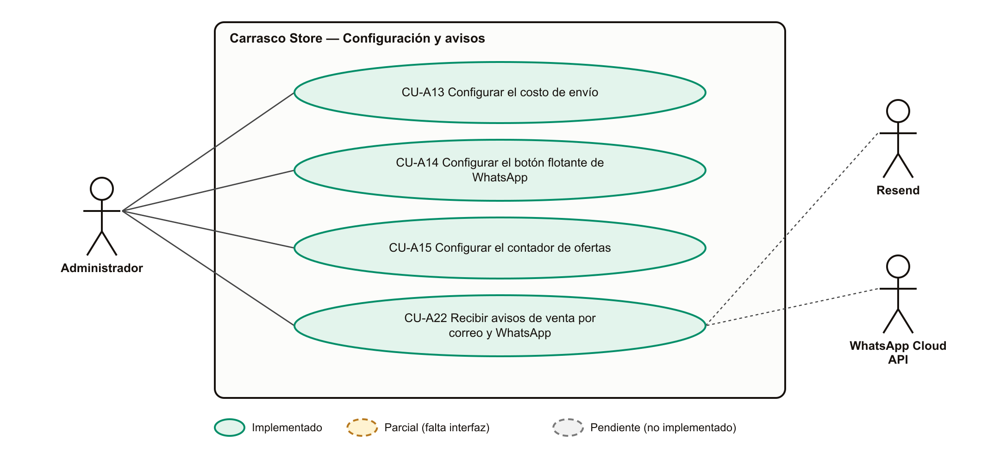 Carrasco Store — Configuración y avisos
CU-A13 Configurar el costo de envío
CU-A14 Configurar el botón flotante de
WhatsApp
CU-A15 Configurar el contador de ofertas
CU-A22 Recibir avisos de venta por
correo y WhatsApp
Administrador
Resend
WhatsApp Cloud
API
Implementado
Parcial (falta interfaz)
Pendiente (no implementado)